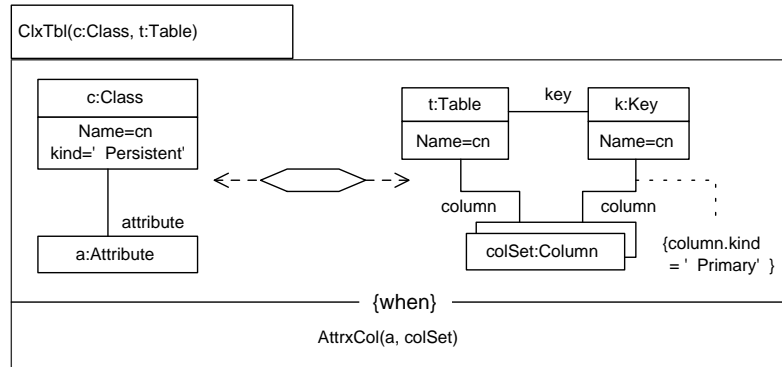 ClxTbl(c:Class, t:Table)
c:Class
Name=cn
kind=' Persistent'
attribute
a:Attribute
t:Table
key
k:Key
Name=cn
Name=cn
column
column
colSet:Column
{column.kind
= ' Primary' }
{when}
AttrxCol(a, colSet)